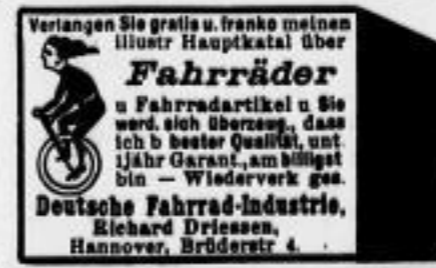 Verlangen Sie gratis u. franko meinen
illustr Hauptkatal über
Fahrräder
u Fahrradartikel u Sie
werd. sich überzeug., dass
ich b bester Qualität, unt.
1jähr Garant., am billigst
bin — Wiederverk ges.
Deutsche Fahrrad-Industrie,
Richard Driessen,
Hannover, Brüderstr 4.